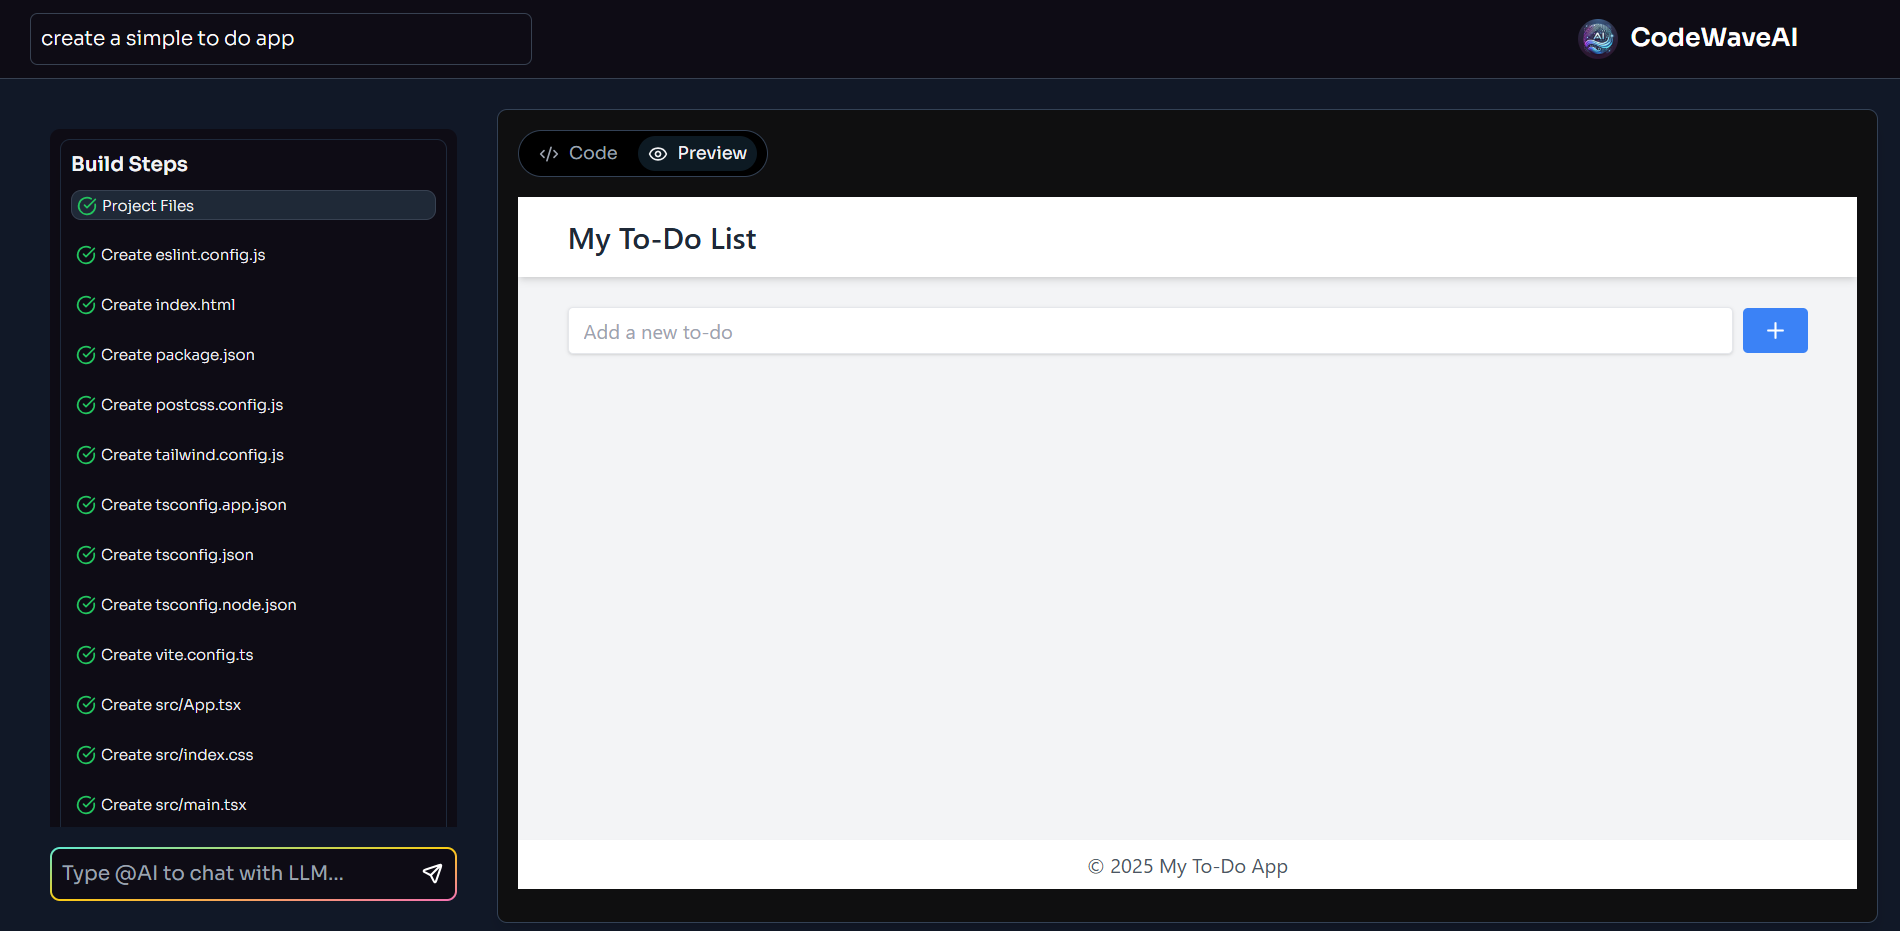 create a simple to do app
CodeWaveAI
Build Steps
Project Files
Create eslint.config.js
Create index.html
Create package.json
Create postcss.config.js
Create tailwind.config.js
Create tsconfig.app.json
Create tsconfig.json
Create tsconfig.node.json
Create vite.config.ts
Create src/App.tsx
Create src/index.css
Create src/main.tsx
Type @AI to chat with LLM...
</> Code
Preview
My To-Do List
Add a new to-do
+
© 2025 My To-Do App